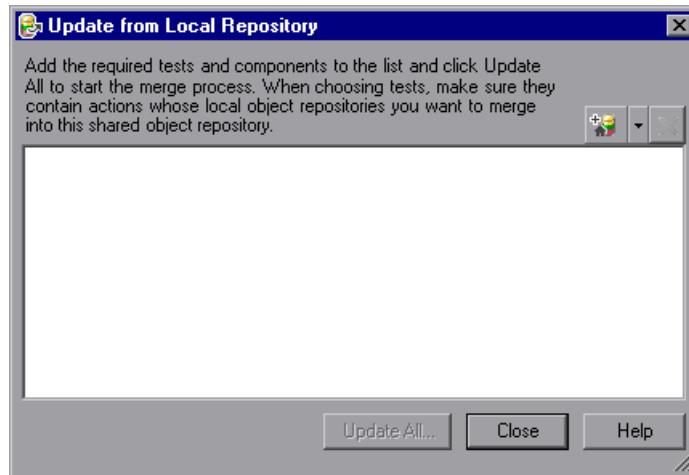 Update from Local Repository
Add the required tests and components to the list and click Update
All to start the merge process. When choosing tests, make sure they
contain actions whose local object repositories you want to merge
into this shared object repository.
Update All...
Close
Help